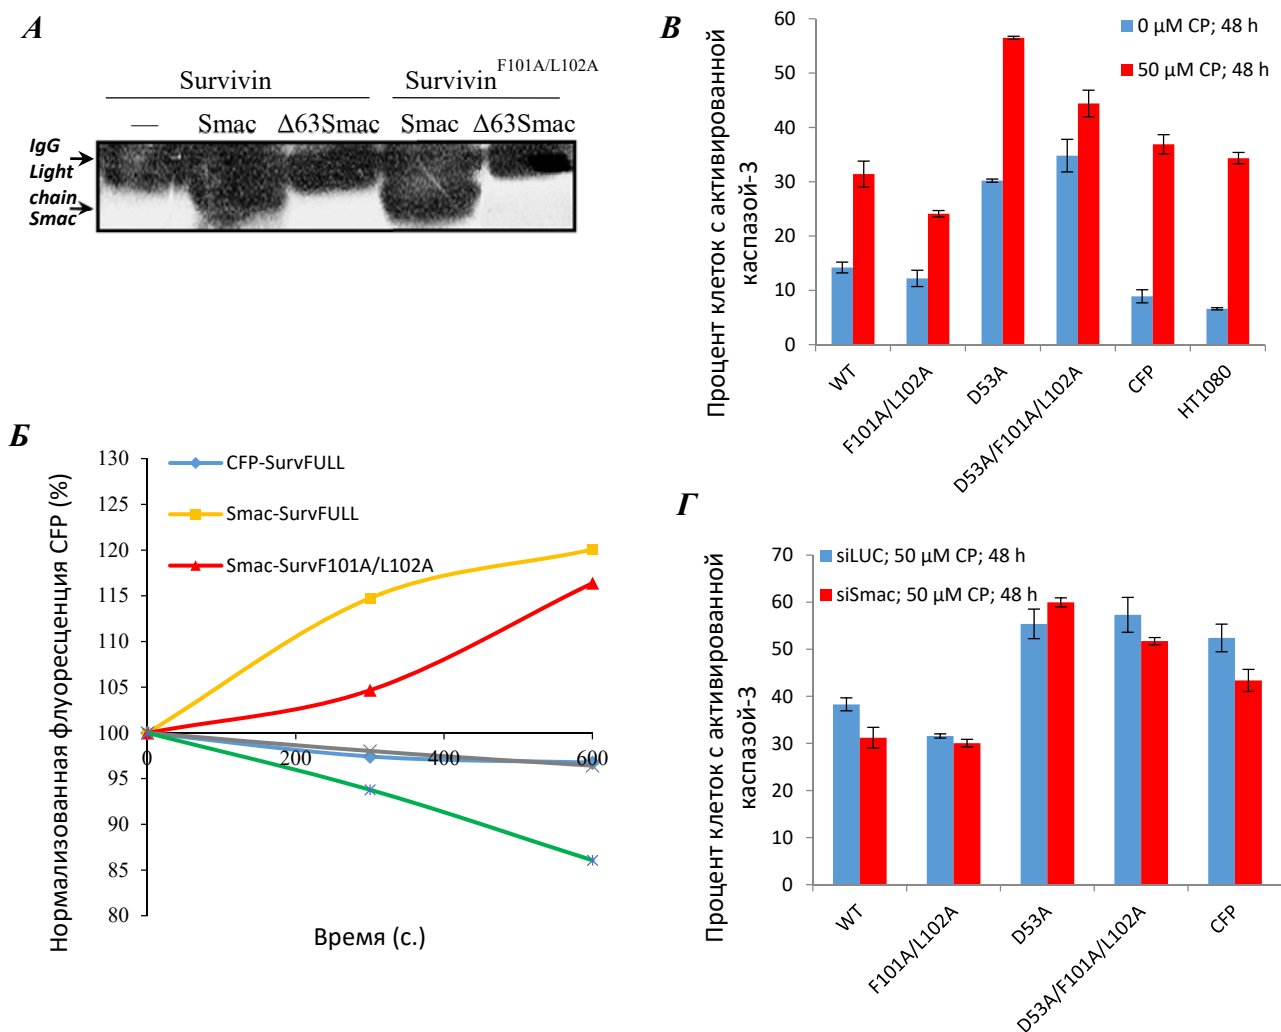 А
Survivin
Survivin F101A/L102A
— Smac Δ63Smac Smac Δ63Smac
IgG
Light
chain
Smac
В
Процент клеток с активированной
каспазой-3
60
50
40
30
20
10
0
0 µM CP; 48 h
50 µM CP; 48 h
WT
F101A/L102A
D53A
D53A/F101A/L102A
CFP
HT1080
Б
Нормализованная флуоресценция CFP (%)
130
125
120
115
110
105
100
95
90
85
80
CFP-SurvFULL
Smac-SurvFULL
Smac-SurvF101A/L102A
0 200 400 600
Время (с.)
Г
Процент клеток с активированной
каспазой-3
70
60
50
40
30
20
10
0
siLUC; 50 µM CP; 48 h
siSmac; 50 µM CP; 48 h
WT
F101A/L102A
D53A
D53A/F101A/L102A
CFP